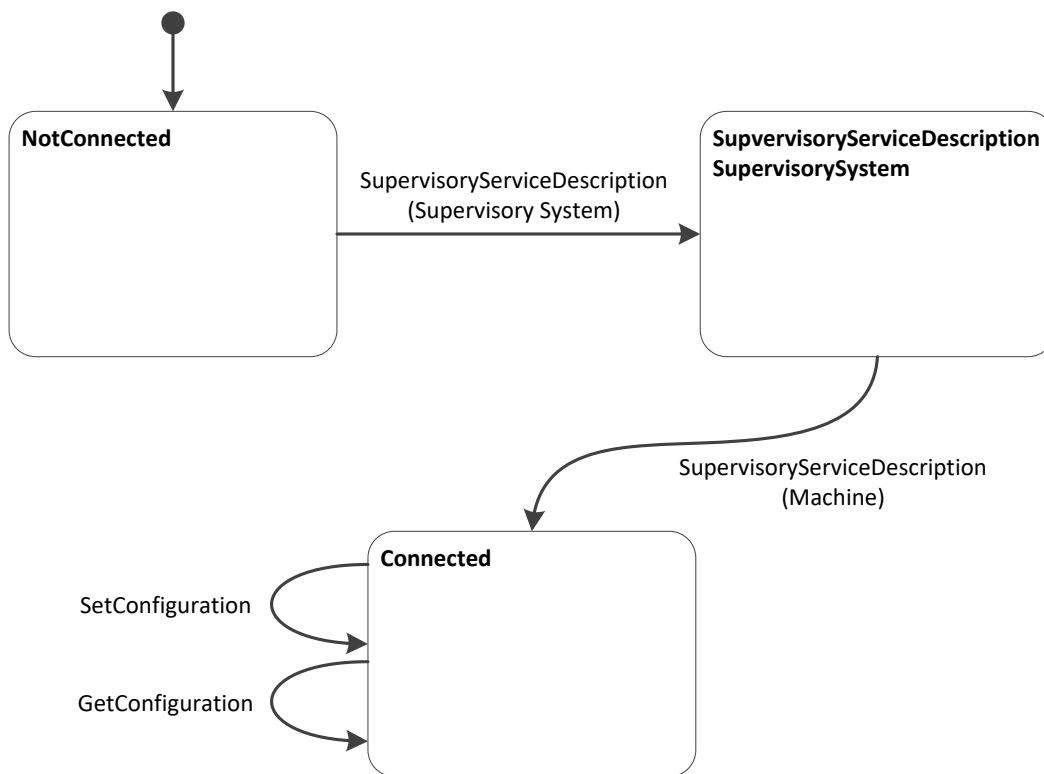 NotConnected
SupvervisoryServiceDescription
SupervisorySystem
SupervisoryServiceDescription
(Supervisory System)
SupervisoryServiceDescription
(Machine)
Connected
SetConfiguration
GetConfiguration